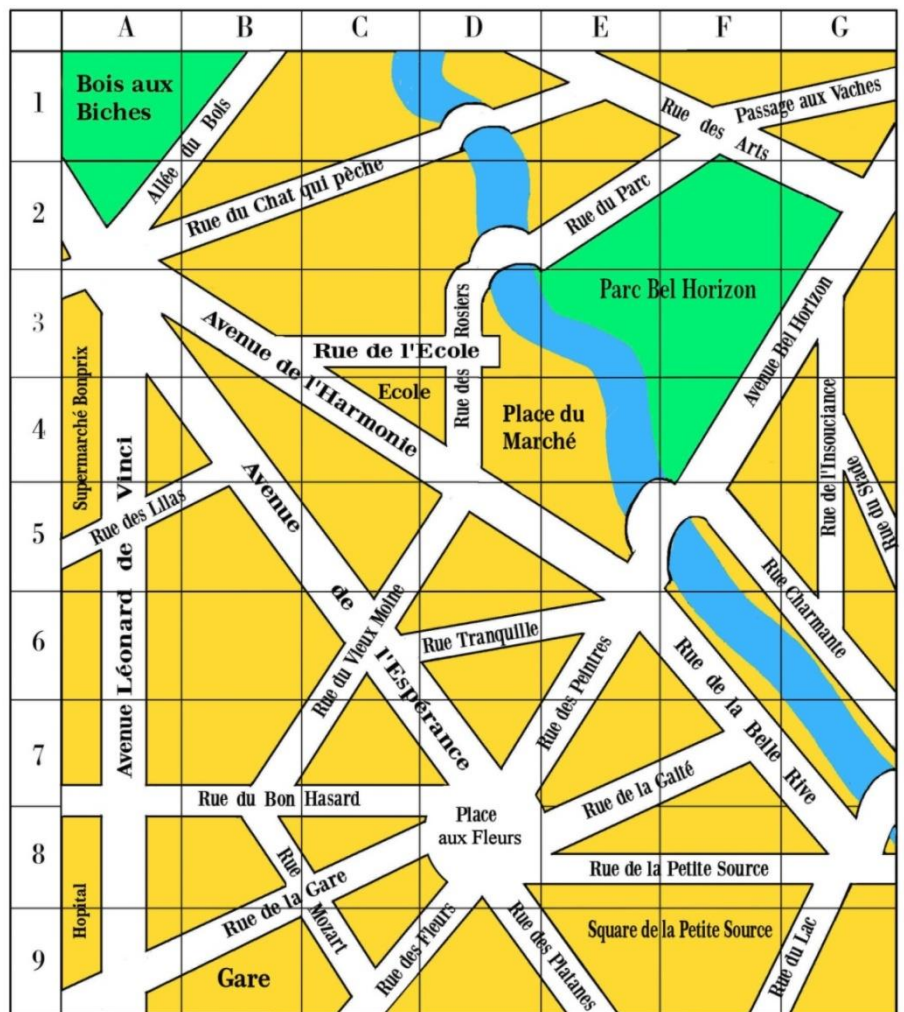 A B C D E F G
1
Bois aux
Biches
Allée du Bois
Rue des Arts
Passage aux Vaches
2
Rue du Chat qui pèche
Rue du Parc
3
Supermarché Bonprix
Avenue de l'Harmonie
Rue de l'Ecole
Rue des Rosiers
Parc Bel Horizon
Avenue Bel Horizon
4
Ecole
Place du
Marché
Rue de l'Insouciance
Rue du Stade
5
Rue des Lilas
Avenue Léonard de Vinci
Avenue de l'Espérance
Rue Charmante
6
Rue du Vieux Moine
Rue Tranquille
Rue des Peintres
Rue de la Belle Rive
7
Rue du Bon Hasard
Rue de la Gaité
8
Place
aux Fleurs
Rue de la Petite Source
Hopital
Rue Mozart
Rue de la Gare
9
Gare
Rue des Fleurs
Rue des Platanes
Square de la Petite Source
Rue du Lac